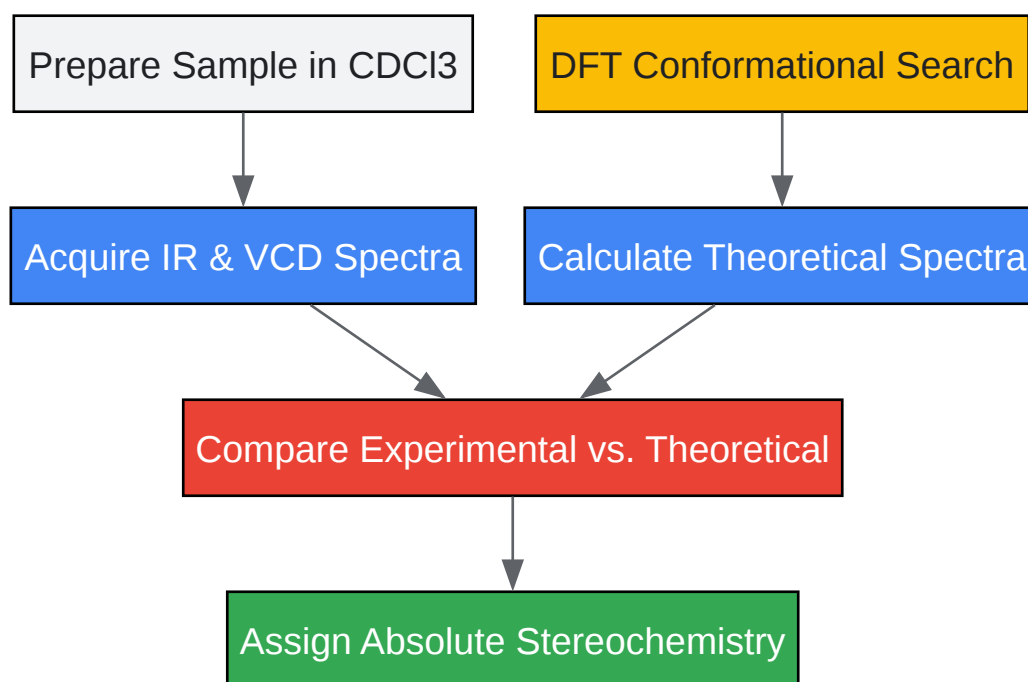 Prepare Sample in CDCl3
DFT Conformational Search
Acquire IR & VCD Spectra
Calculate Theoretical Spectra
Compare Experimental vs. Theoretical
Assign Absolute Stereochemistry